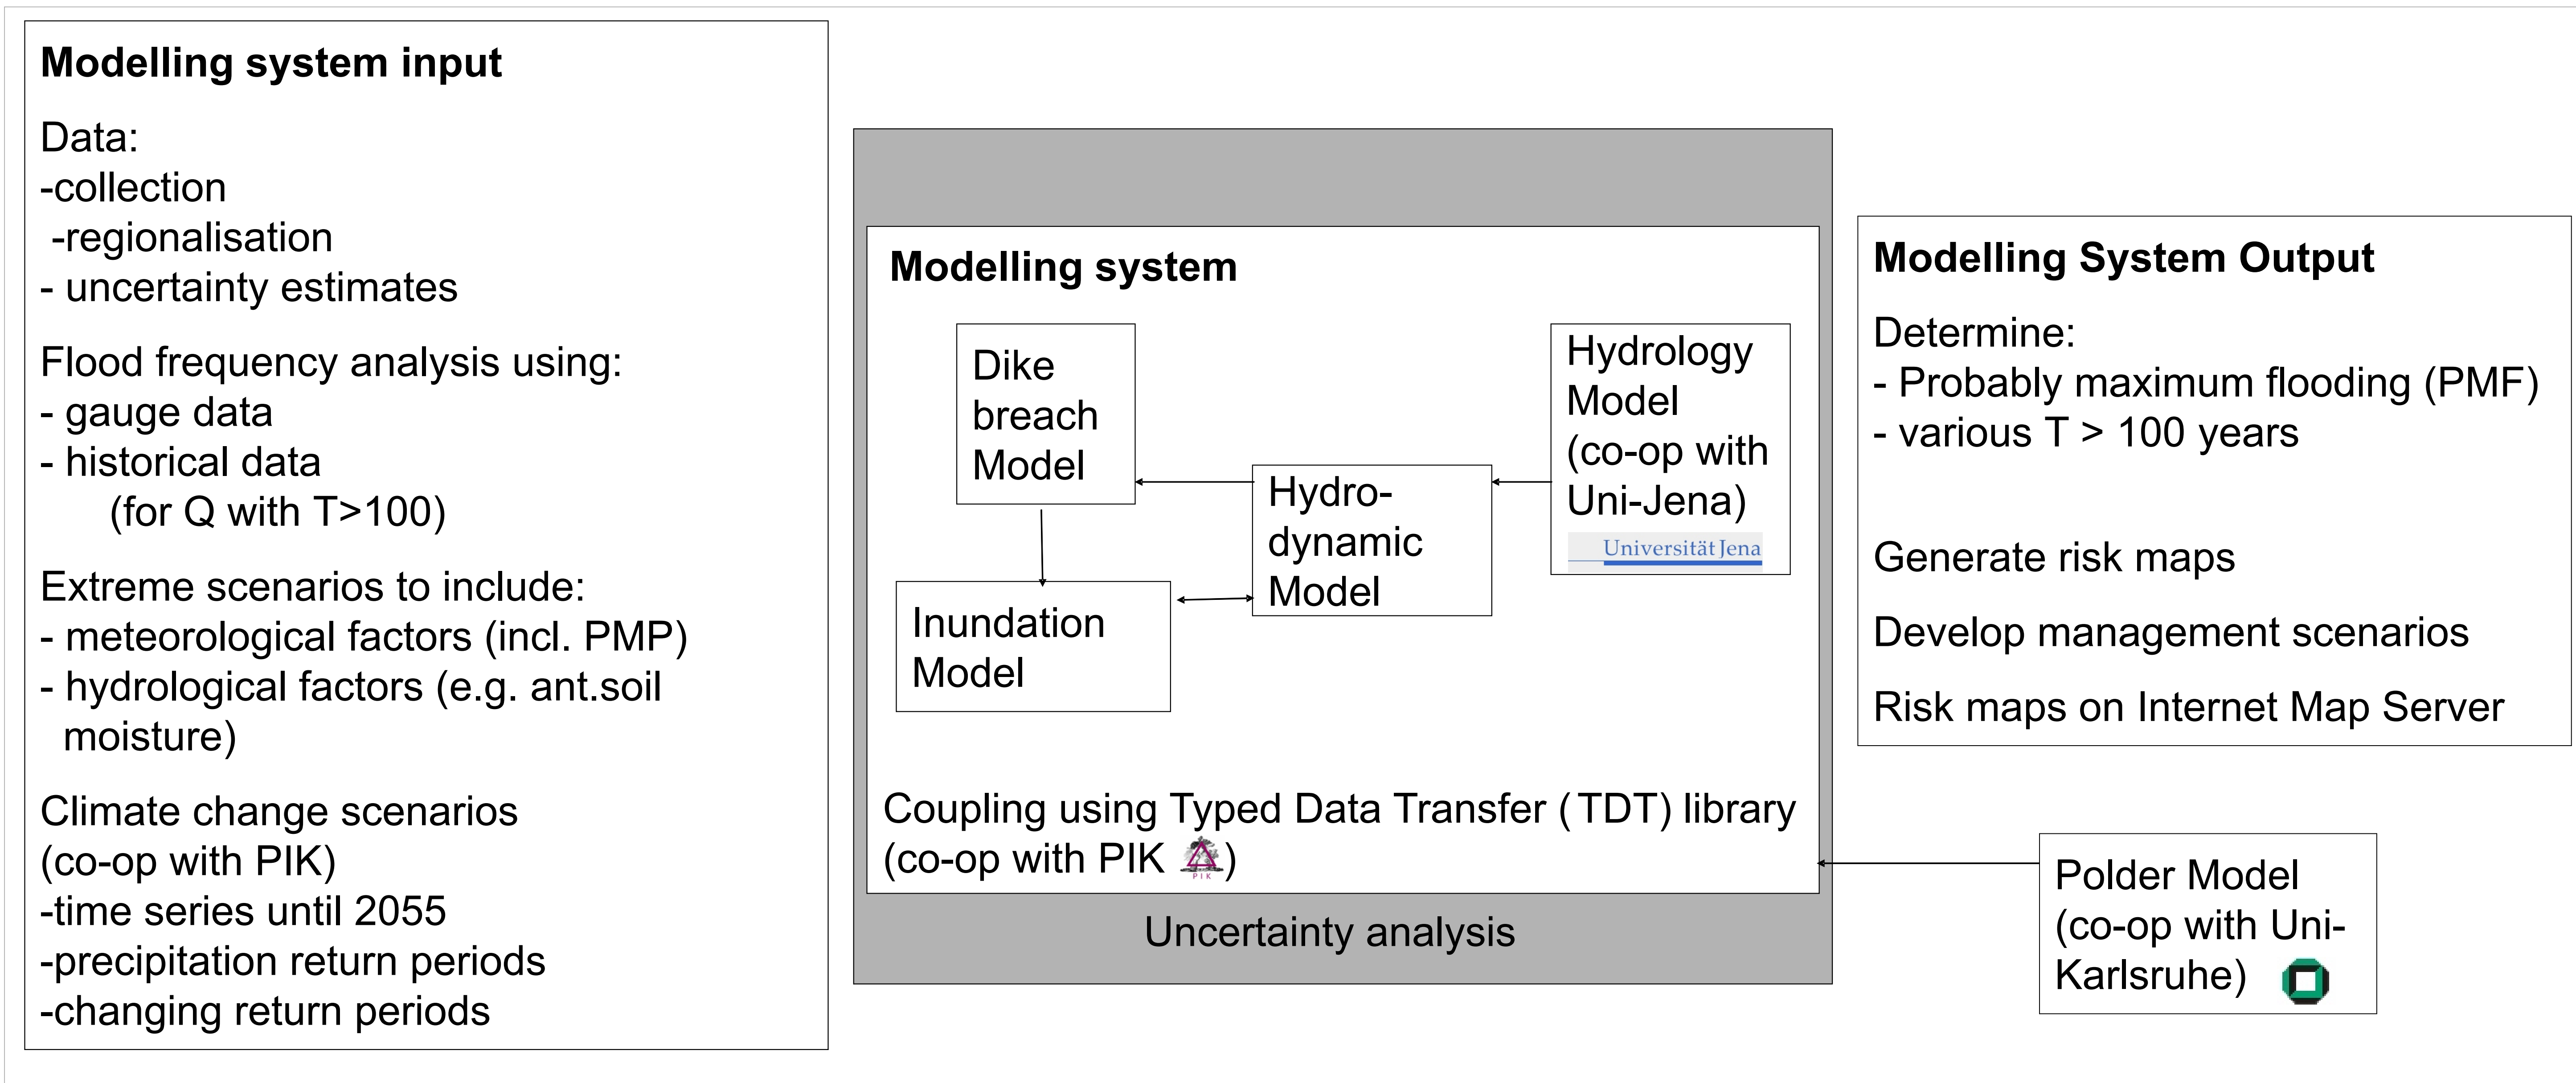 Modelling system input
Data:
-collection
-regionalisation
- uncertainty estimates
Flood frequency analysis using:
- gauge data
- historical data
(for Q with T>100)
Extreme scenarios to include:
- meteorological factors (incl. PMP)
- hydrological factors (e.g. ant.soil
moisture)
Climate change scenarios
(co-op with PIK)
-time series until 2055
-precipitation return periods
-changing return periods
Modelling system
Dike
breach
Model
Hydrology
Model
(co-op with
Uni-Jena)
Universität Jena
Hydro-
dynamic
Model
Inundation
Model
Coupling using Typed Data Transfer (TDT) library
(co-op with PIK PIK)
Uncertainty analysis
Modelling System Output
Determine:
- Probably maximum flooding (PMF)
- various T > 100 years
Generate risk maps
Develop management scenarios
Risk maps on Internet Map Server
Polder Model
(co-op with Uni-
Karlsruhe)